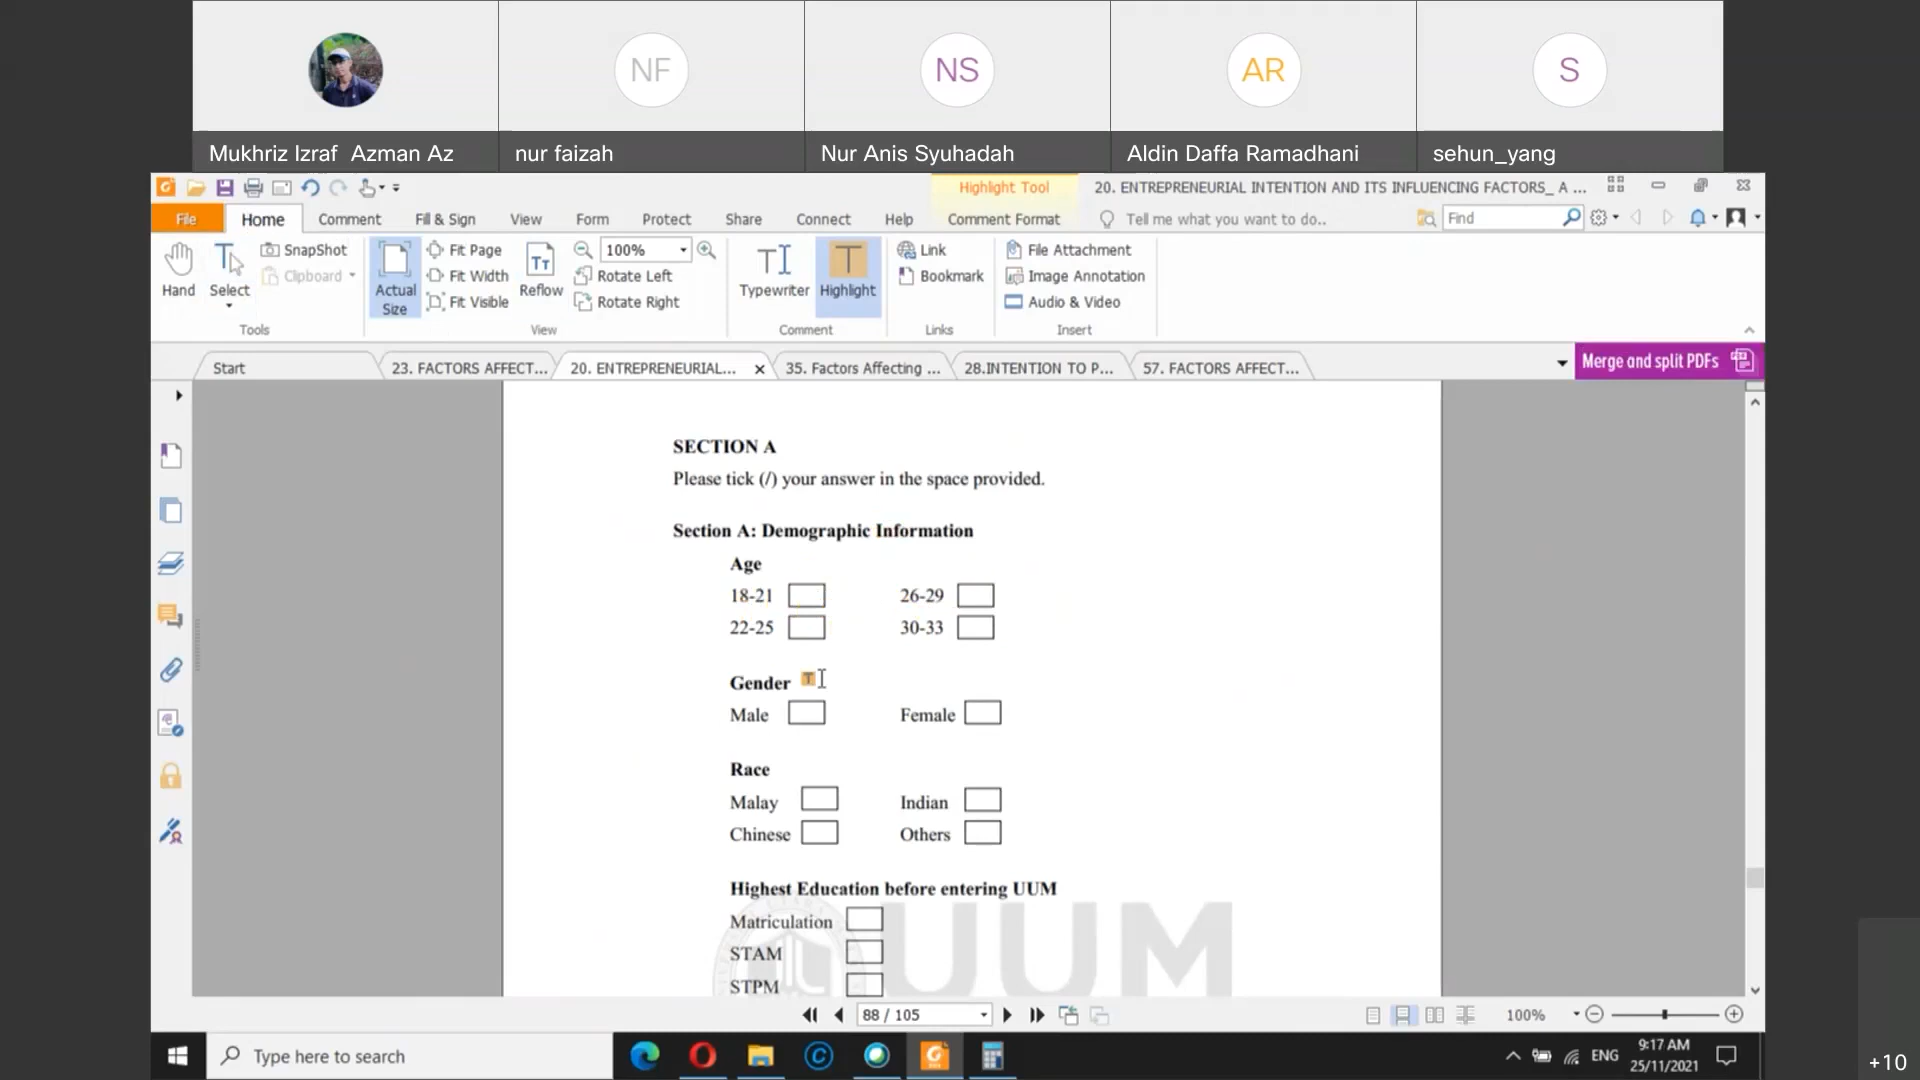 NF
NS
AR
S
Mukhriz Izraf Azman Az
nur faizah
Nur Anis Syuhadah
Aldin Daffa Ramadhani
sehun_yang
Highlight Tool
20. ENTREPRENEURIAL INTENTION AND ITS INFLUENCING FACTORS_ A ...
File
Home
Comment
Fill & Sign
View
Form
Protect
Share
Connect
Help
Comment Format
Tell me what you want to do..
Find
Hand
Select
SnapShot
Clipboard
Tools
Actual Size
Fit Page
Fit Width
Fit Visible
Reflow
100%
Rotate Left
Rotate Right
View
Typewriter
Highlight
Comment
Link
Bookmark
Links
File Attachment
Image Annotation
Audio & Video
Insert
Start
23. FACTORS AFFECT...
20. ENTREPRENEURIAL...
35. Factors Affecting ...
28.INTENTION TO P...
57. FACTORS AFFECT...
Merge and split PDFs
SECTION A
Please tick (/) your answer in the space provided.
Section A: Demographic Information
Age
18-21 26-29
22-25 30-33
Gender
Male Female
Race
Malay Indian
Chinese Others
Highest Education before entering UUM
Matriculation
STAM
STPM
UUM
88 / 105
100%
Type here to search
ENG
9:17 AM
25/11/2021
+10